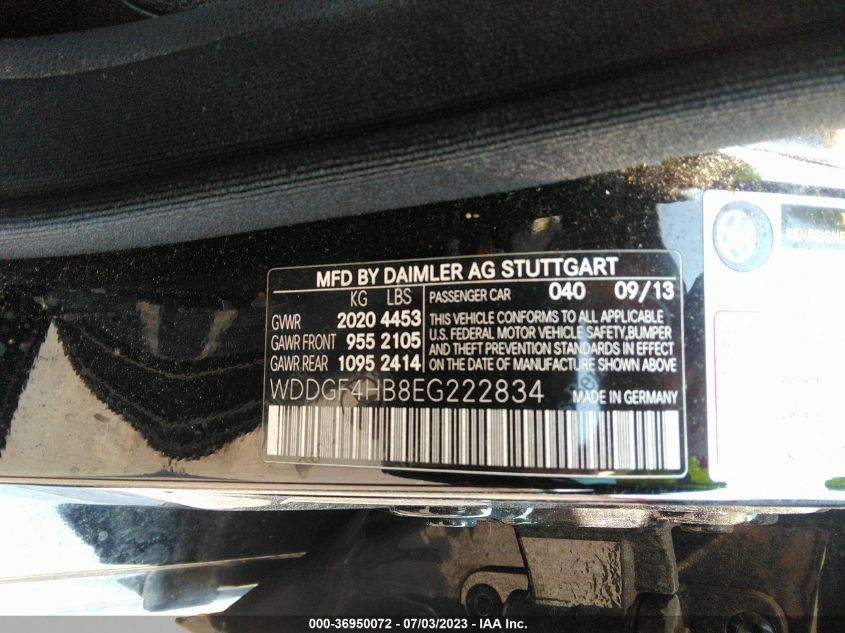 MFD BY DAIMLER AG STUTTGART
KG LBS
GVWR 2020 4453
GAWR FRONT 955 2105
GAWR REAR 1095 2414
PASSENGER CAR 040 09/13
THIS VEHICLE CONFORMS TO ALL APPLICABLE
U.S. FEDERAL MOTOR VEHICLE SAFETY,BUMPER
AND THEFT PREVENTION STANDARDS IN EFFECT
ON THE DATE OF MANUFACTURE SHOWN ABOVE.
WDDGF4HB8EG222834 MADE IN GERMANY
000-36950072 - 07/03/2023 - IAA Inc.